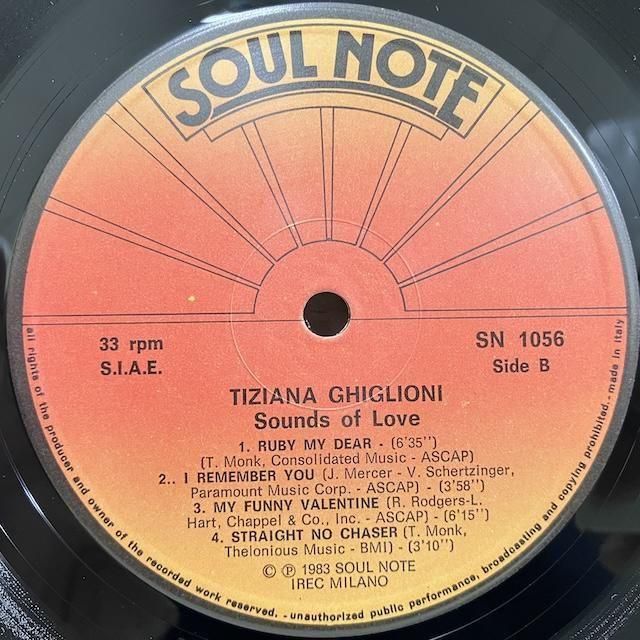 SOUL NOTE
33 rpm
S.I.A.E.
SN 1056
Side B
TIZIANA GHIGLIONI
Sounds of Love
1. RUBY MY DEAR - (6'35'')
(T. Monk, Consolidated Music - ASCAP)
2.. I REMEMBER YOU (J. Mercer - V. Schertzinger,
Paramount Music Corp. - ASCAP) - (3'58'')
3. MY FUNNY VALENTINE (R. Rodgers-L.
Hart, Chappel & Co., Inc. - ASCAP) - (6'15'')
4. STRAIGHT NO CHASER (T. Monk,
Thelonious Music - BMI) - (3'10'')
© ℗ 1983 SOUL NOTE
IREC MILANO
all rights of the producer and owner of the recorded work reserved. - unauthorized public performance, broadcasting and copying prohibited. - made in italy